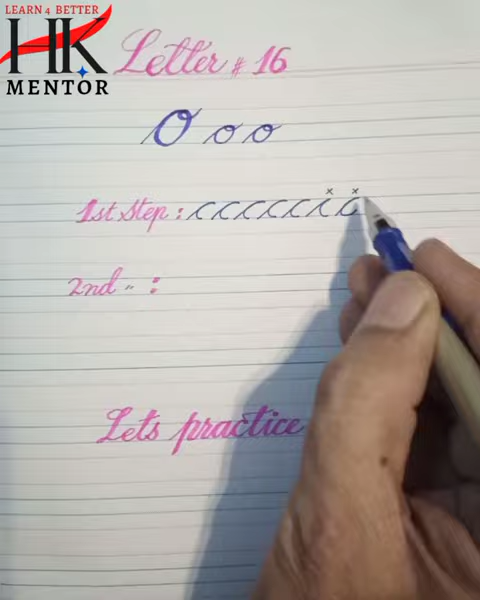 LEARN 4 BETTER
HK
MENTOR
Letter # 16
O o o
1st step : c c c c c i o
2nd " :
Lets practice